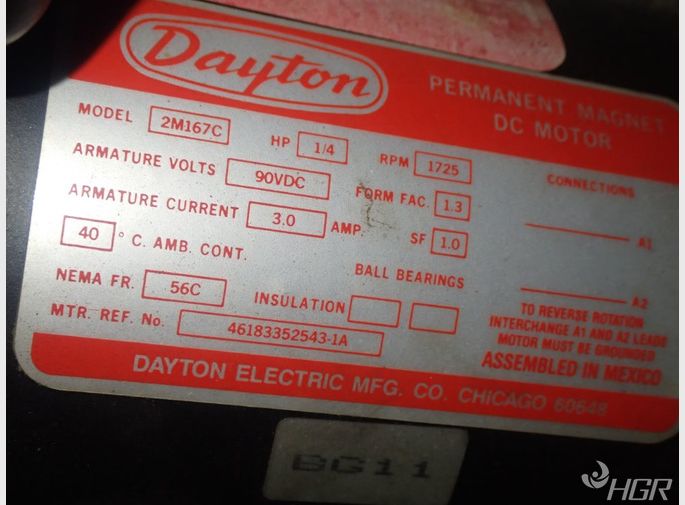 Dayton
PERMANENT MAGNET
DC MOTOR
MODEL 2M167C HP 1/4 RPM 1725
ARMATURE VOLTS 90VDC FORM FAC. 1.3
ARMATURE CURRENT 3.0 AMP. SF 1.0
40 ° C. AMB. CONT. BALL BEARINGS
NEMA FR. 56C INSULATION
MTR. REF. No. 46183352543-1A
CONNECTIONS
A1
A2
TO REVERSE ROTATION
INTERCHANGE A1 AND A2 LEADS
MOTOR MUST BE GROUNDED
ASSEMBLED IN MEXICO
DAYTON ELECTRIC MFG. CO. CHICAGO 60648
BG11
HGR